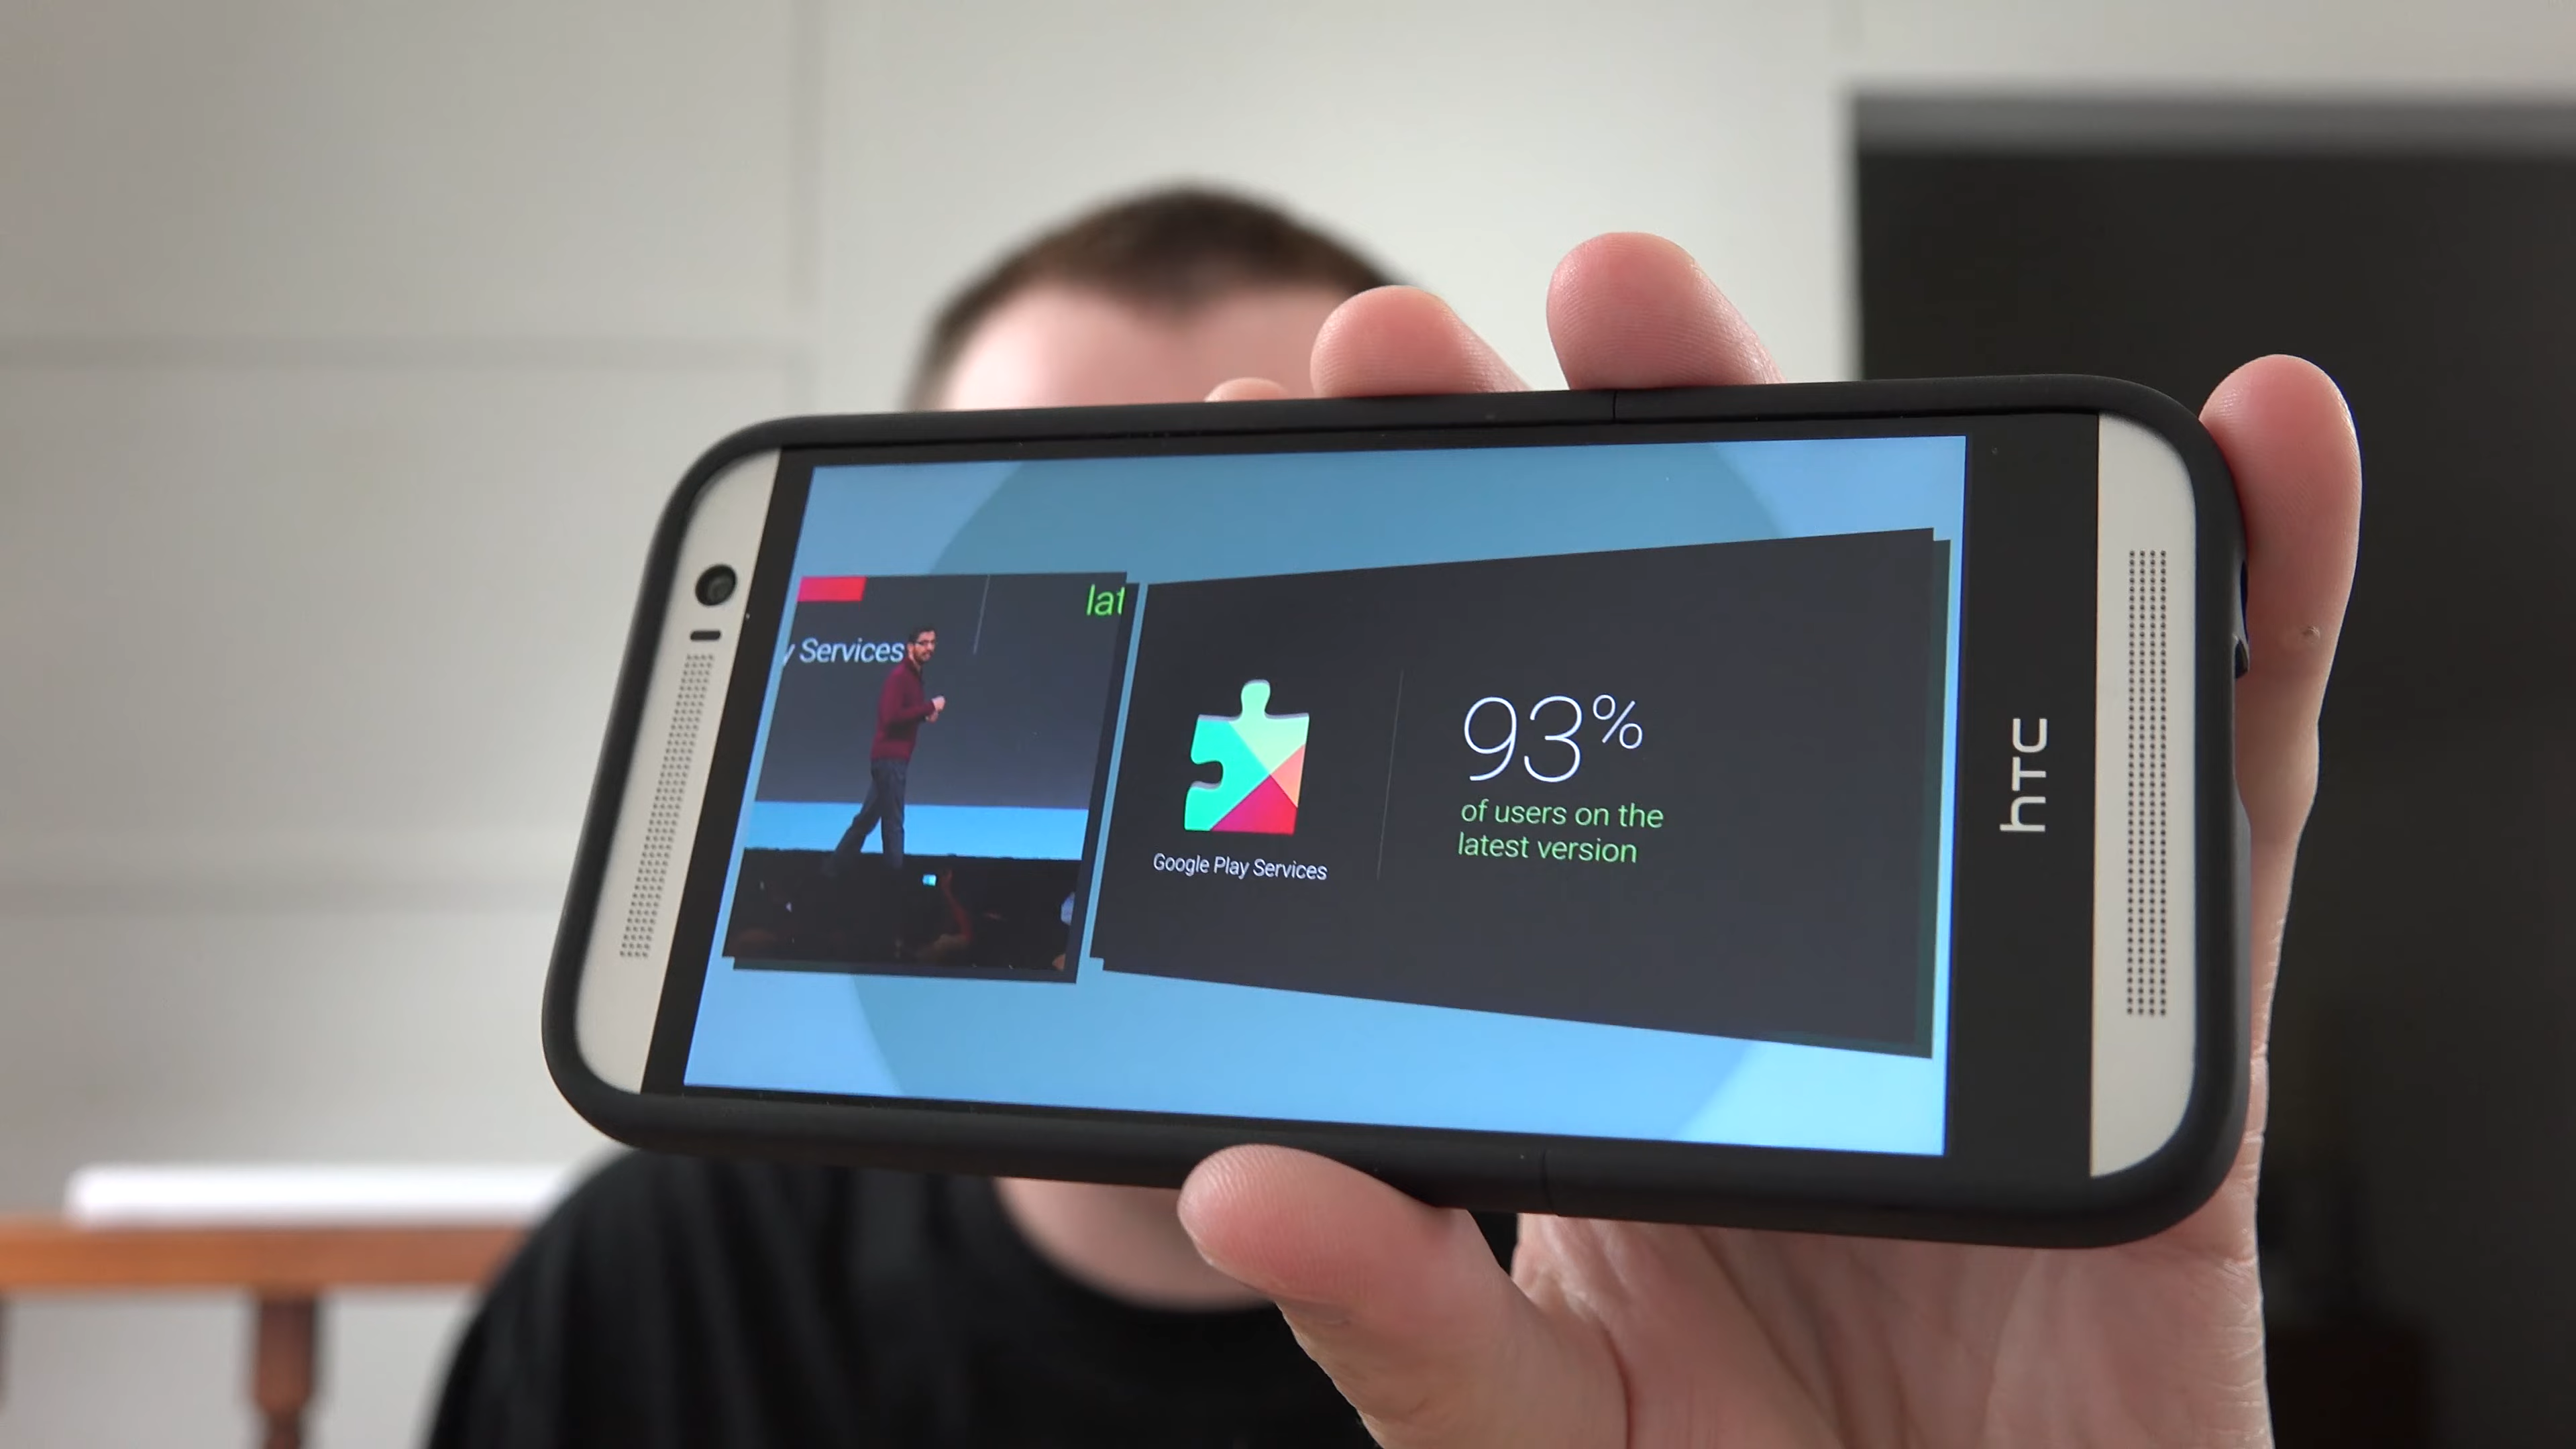 lat
y Services
Google Play Services
93%
of users on the
latest version
hTC